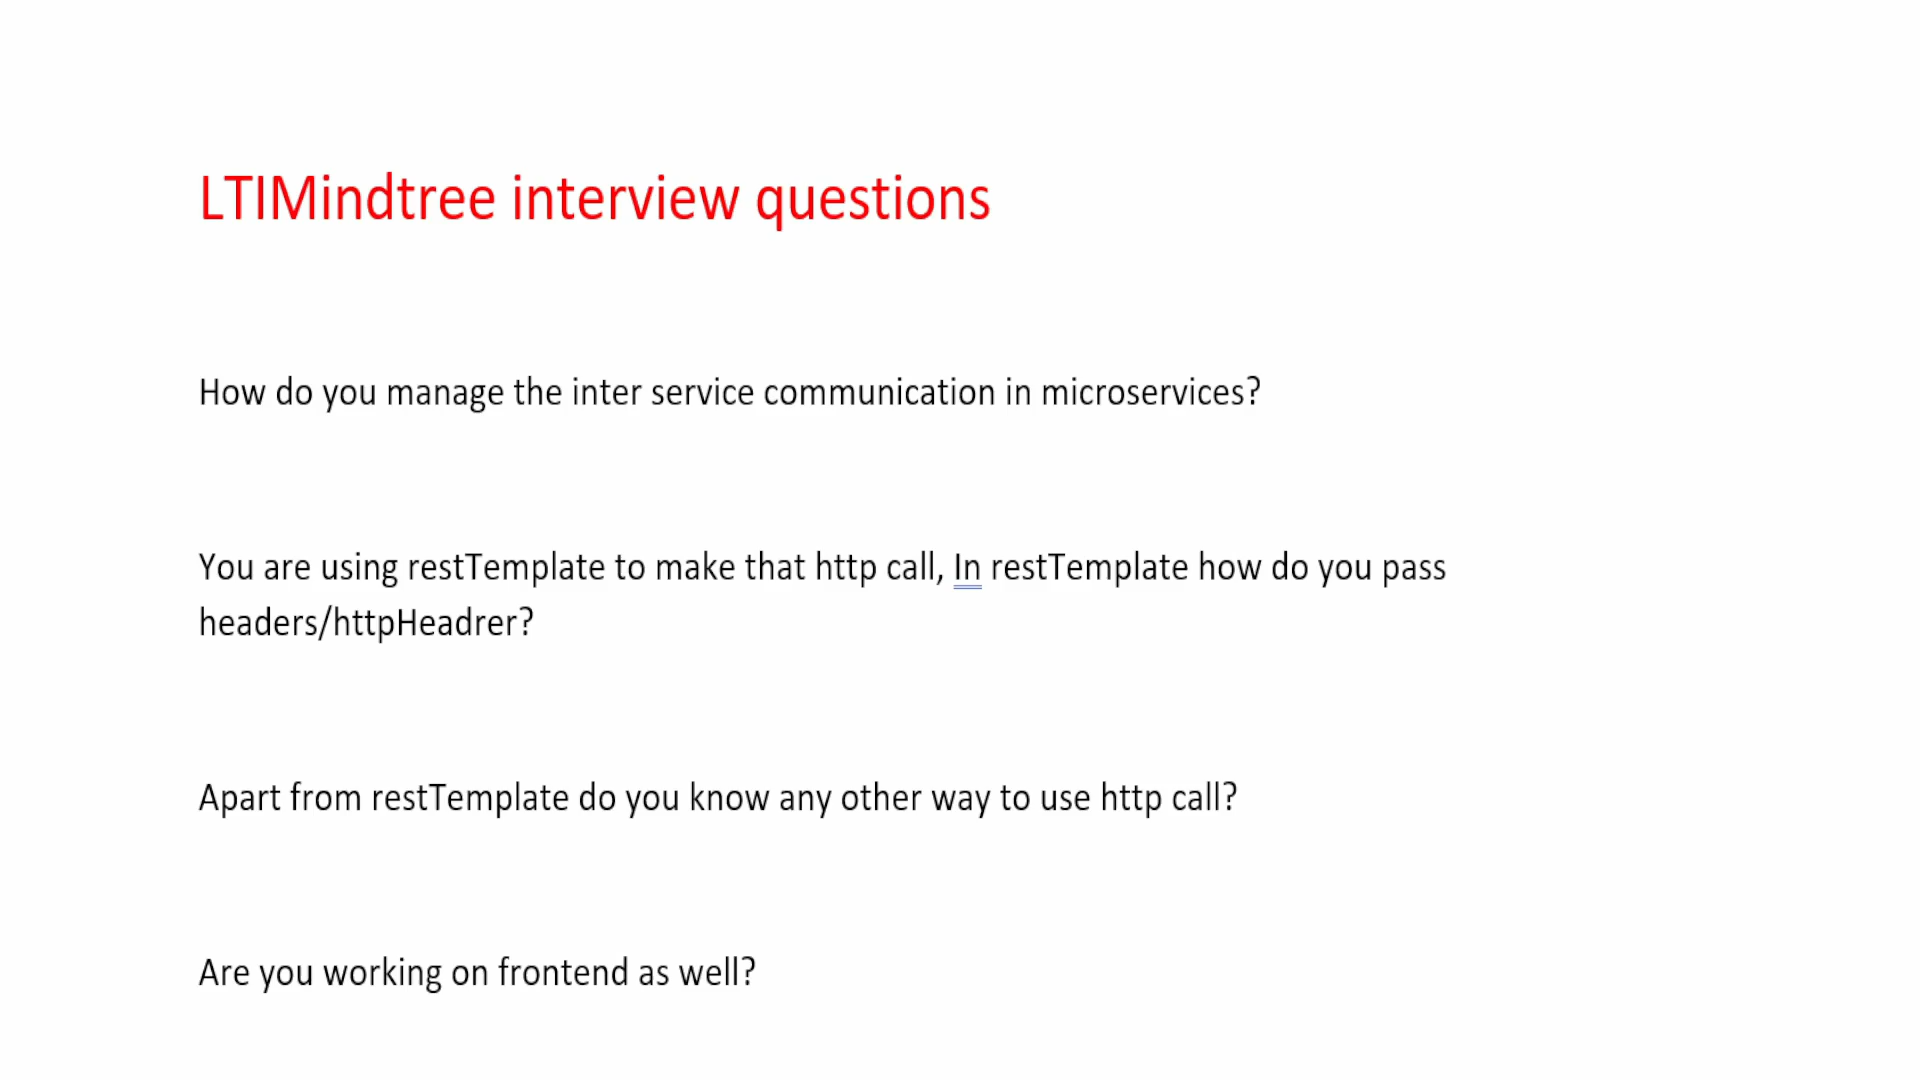 LTIMindtree interview questions
How do you manage the inter service communication in microservices?
You are using restTemplate to make that http call, In restTemplate how do you pass
headers/httpHeadrer?
Apart from restTemplate do you know any other way to use http call?
Are you working on frontend as well?